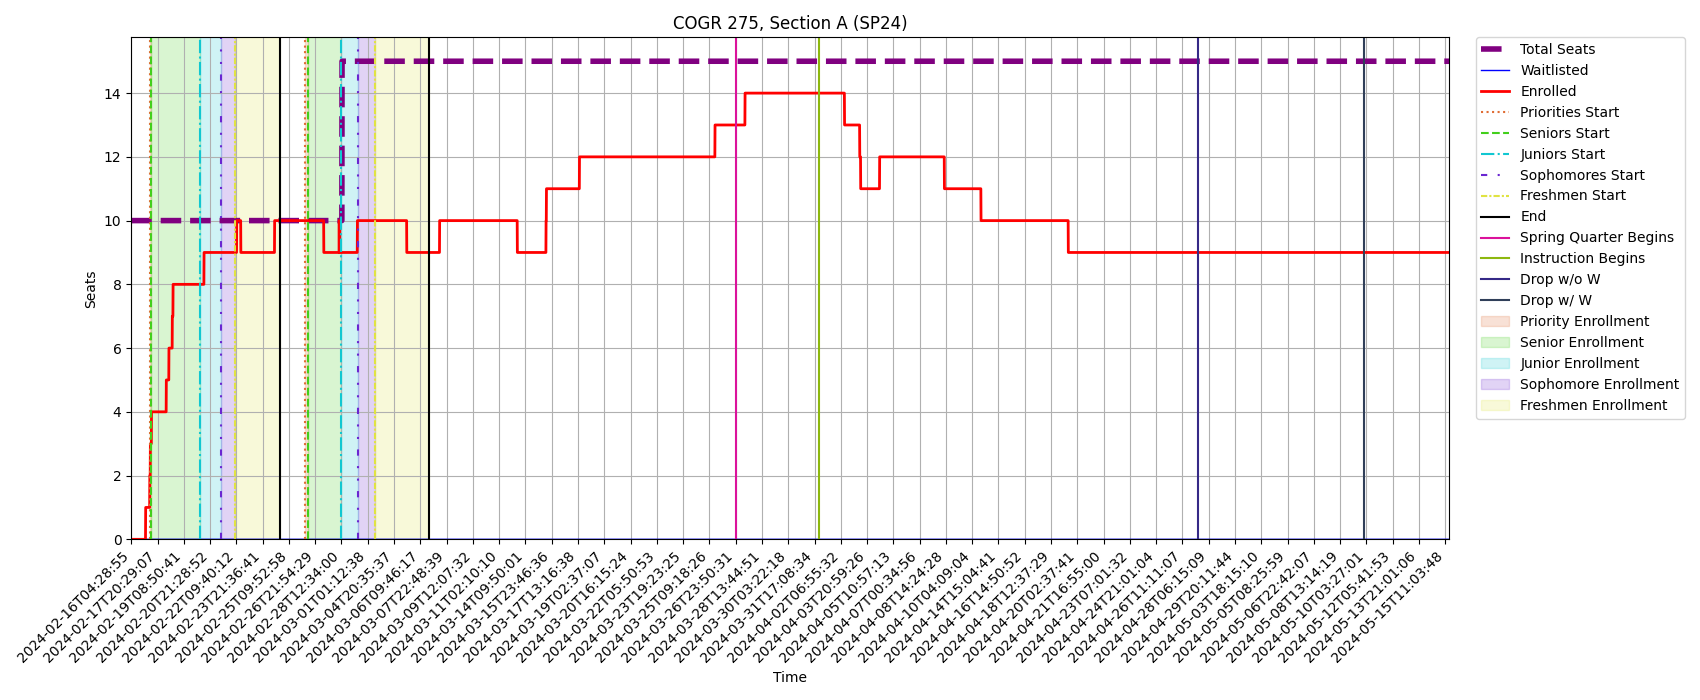 COGR 275, Section A (SP24)
Seats
14
12
10
8
6
4
2
0
2024-02-16T04:28:55
2024-02-17T20:29:07
2024-02-19T08:50:41
2024-02-20T21:28:52
2024-02-22T09:40:12
2024-02-23T21:36:41
2024-02-25T09:52:58
2024-02-26T21:54:29
2024-02-28T12:34:00
2024-03-01T01:12:38
2024-03-04T20:35:37
2024-03-06T09:46:17
2024-03-07T22:48:39
2024-03-09T12:07:32
2024-03-11T02:10:10
2024-03-14T09:50:01
2024-03-15T23:46:36
2024-03-17T13:16:38
2024-03-19T02:37:07
2024-03-20T16:15:24
2024-03-22T05:50:53
2024-03-23T19:23:25
2024-03-25T09:18:26
2024-03-26T23:50:31
2024-03-28T13:44:51
2024-03-30T03:22:18
2024-03-31T17:08:34
2024-04-02T06:55:32
2024-04-03T20:59:26
2024-04-05T10:57:13
2024-04-07T00:34:56
2024-04-08T14:24:28
2024-04-10T04:09:04
2024-04-14T15:04:41
2024-04-16T14:50:52
2024-04-18T12:37:29
2024-04-20T02:37:41
2024-04-21T16:55:00
2024-04-23T07:01:32
2024-04-24T21:01:04
2024-04-26T11:11:07
2024-04-28T06:15:09
2024-04-29T20:11:44
2024-05-03T18:15:10
2024-05-05T08:25:59
2024-05-06T22:42:07
2024-05-08T13:14:19
2024-05-10T03:27:01
2024-05-12T05:41:53
2024-05-13T21:01:06
2024-05-15T11:03:48
Time
Total Seats
Waitlisted
Enrolled
Priorities Start
Seniors Start
Juniors Start
Sophomores Start
Freshmen Start
End
Spring Quarter Begins
Instruction Begins
Drop w/o W
Drop w/ W
Priority Enrollment
Senior Enrollment
Junior Enrollment
Sophomore Enrollment
Freshmen Enrollment